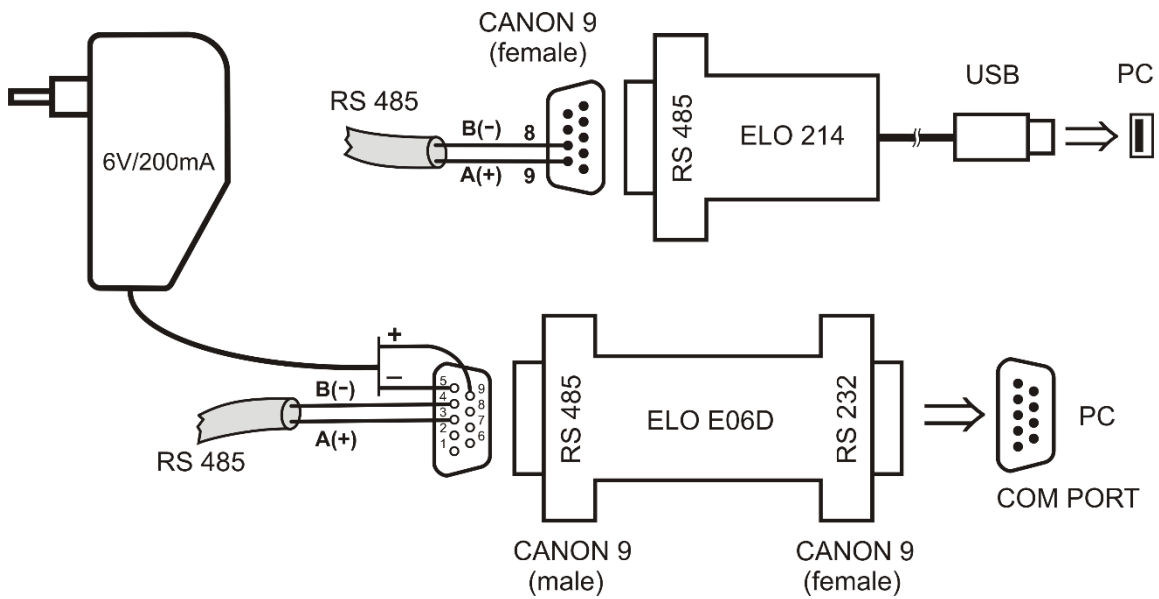 CANON 9
(female)
RS 485
B(−) 8
A(+) 9
RS 485
ELO 214
USB
PC
6V/200mA
+
−
B(−)
A(+)
RS 485
5
4
3
2
1
9
8
7
6
RS 485
ELO E06D
RS 232
PC
COM PORT
CANON 9
(male)
CANON 9
(female)